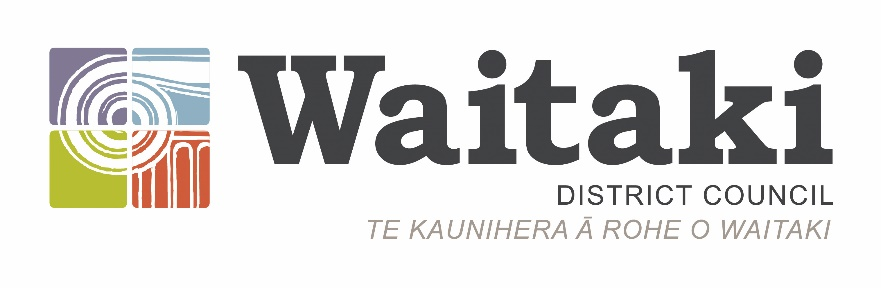 Waitaki
DISTRICT COUNCIL
TE KAUNIHERA Ā ROHE O WAITAKI